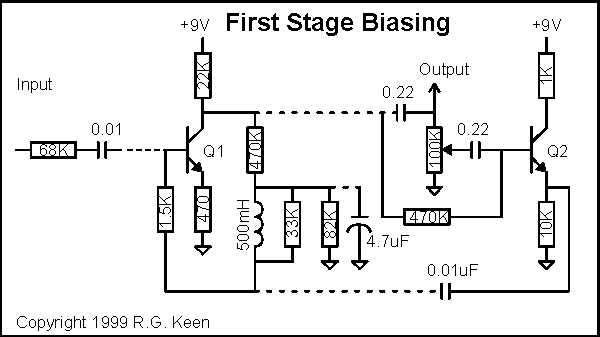 First Stage Biasing
+9V
+9V
22K
1K
Output
Input
0.22
0.01
0.22
68K
Q1
470K
100K
Q2
1.5K
470
500mH
33K
82K
470K
10K
4.7uF
0.01uF
Copyright 1999 R.G. Keen